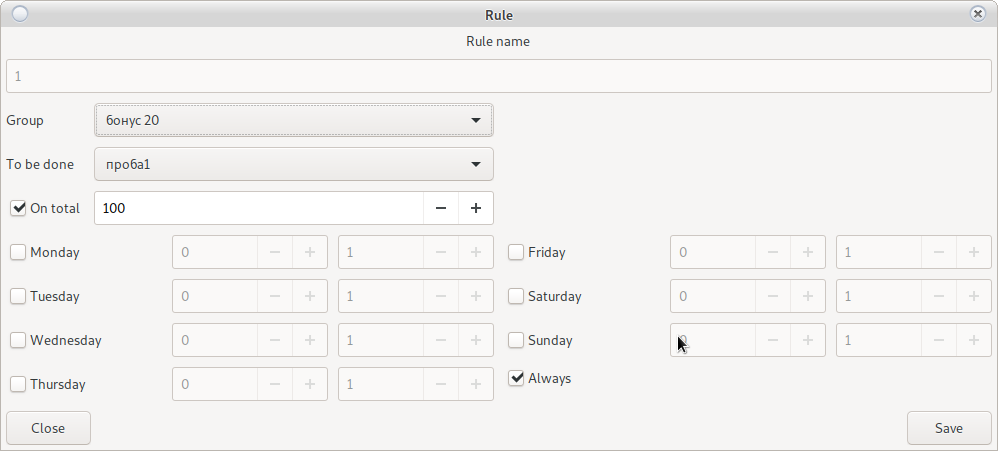 Rule
Rule name
1
Group бонус 20
To be done проба1
On total 100
Monday 0 1 Friday 0 1
Tuesday 0 1 Saturday 0 1
Wednesday 0 1 Sunday 0 1
Thursday 0 1 Always
Close Save